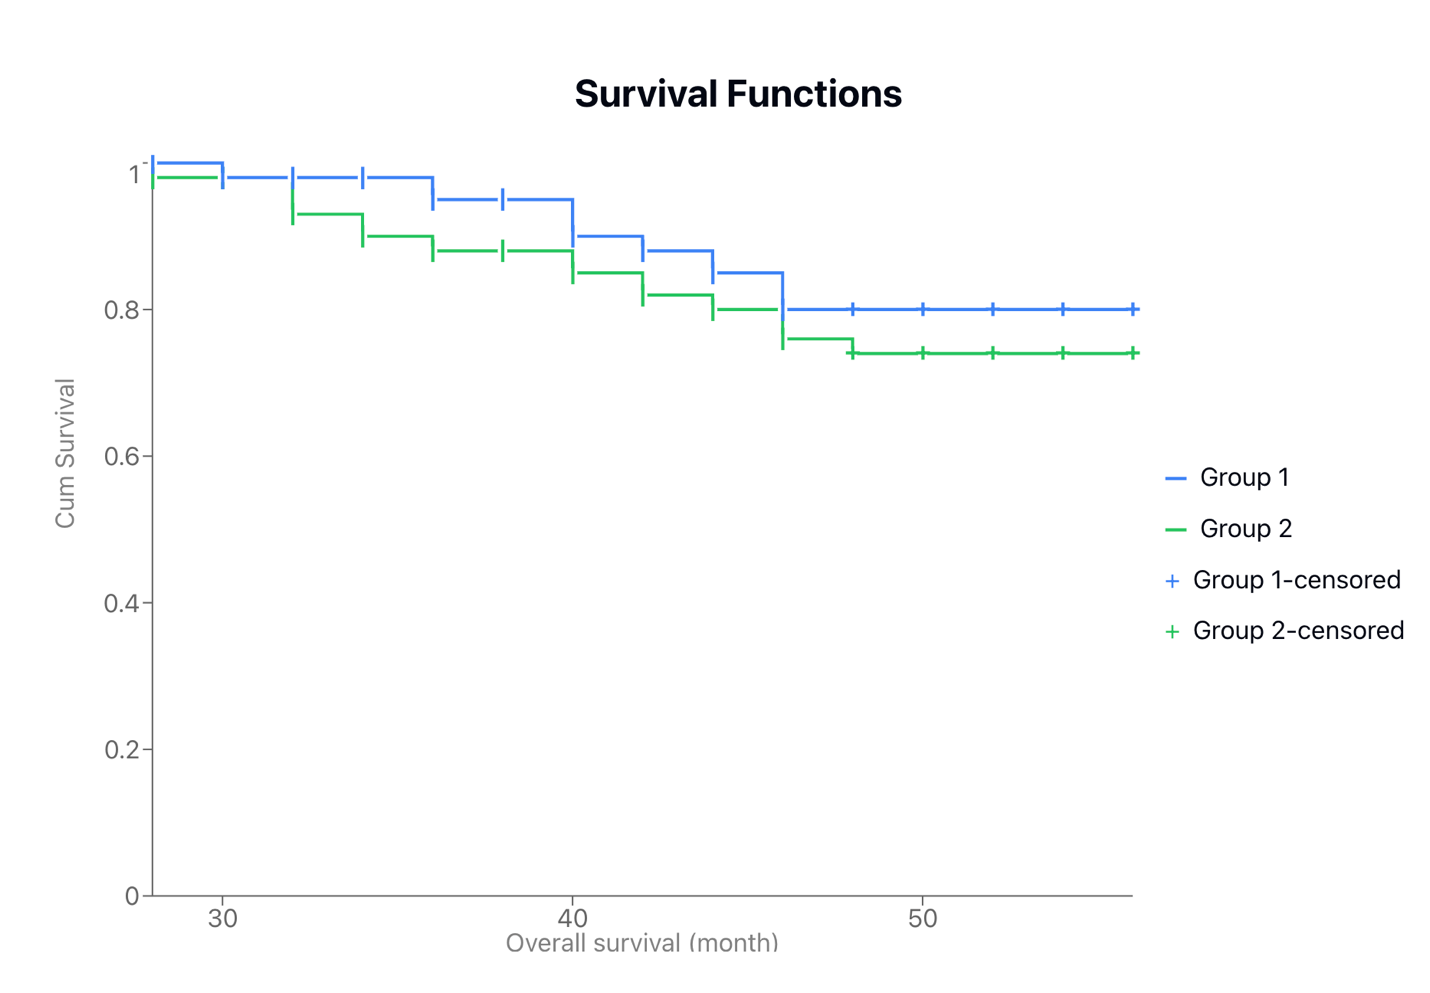 Survival Functions
1
0.8
0.6
0.4
0.2
0
Cum Survival
30
40
50
Overall survival (month)
Group 1
Group 2
Group 1-censored
Group 2-censored